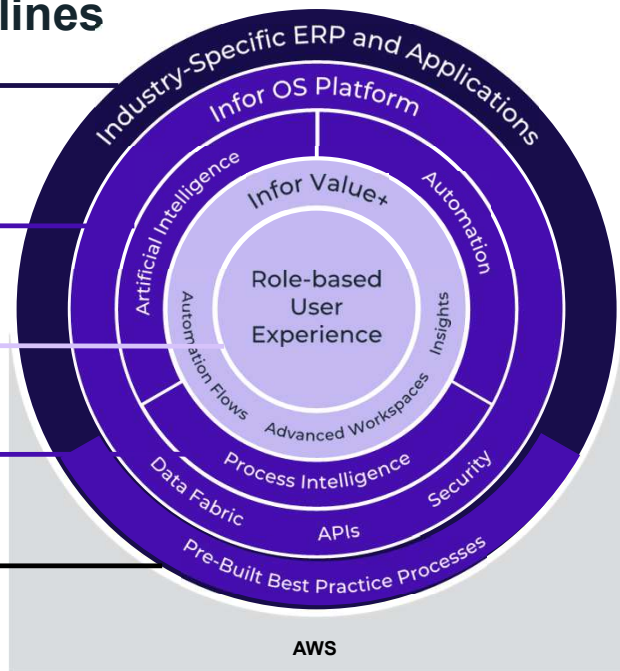 lines
Industry-Specific ERP and Applications
Infor OS Platform
Artificial Intelligence
Automation
Infor Value+
Role-based
User
Experience
Automation Flows
Advanced Workspaces
Insights
Process Intelligence
Data Fabric
APIs
Security
Pre-Built Best Practice Processes
AWS